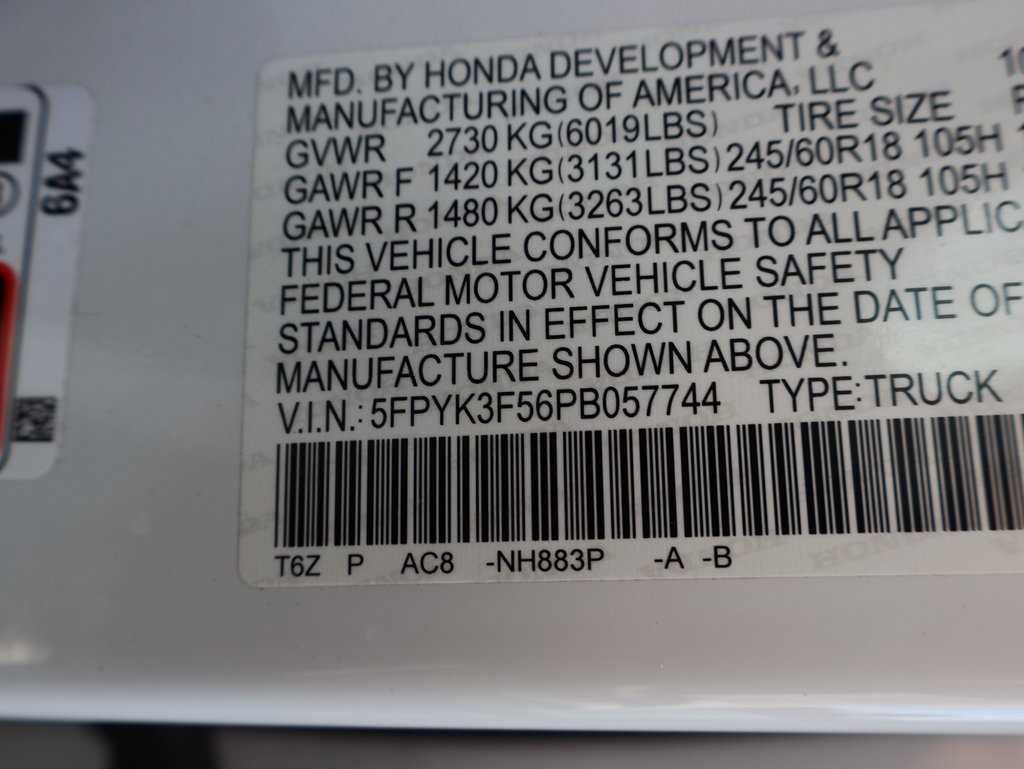 MFD. BY HONDA DEVELOPMENT &
MANUFACTURING OF AMERICA, LLC
GVWR 2730 KG(6019LBS) TIRE SIZE
GAWR F 1420 KG(3131LBS) 245/60R18 105H
GAWR R 1480 KG(3263LBS) 245/60R18 105H
THIS VEHICLE CONFORMS TO ALL APPLIC
FEDERAL MOTOR VEHICLE SAFETY
STANDARDS IN EFFECT ON THE DATE OF
MANUFACTURE SHOWN ABOVE.
V.I.N.: 5FPYK3F56PB057744 TYPE: TRUCK
T6Z P AC8 -NH883P -A -B
6A4